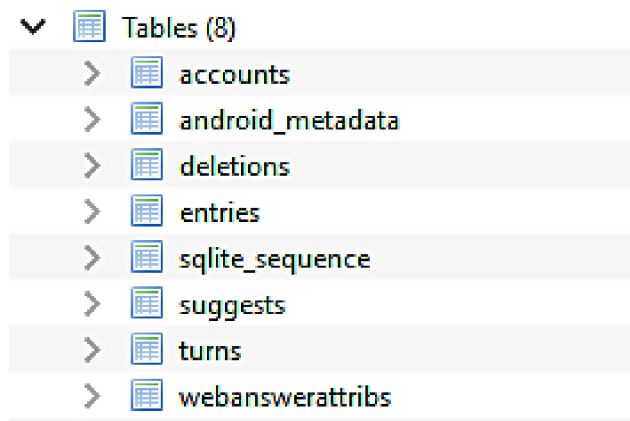 Tables (8)
accounts
android_metadata
deletions
entries
sqlite_sequence
suggests
turns
webanswerattribs